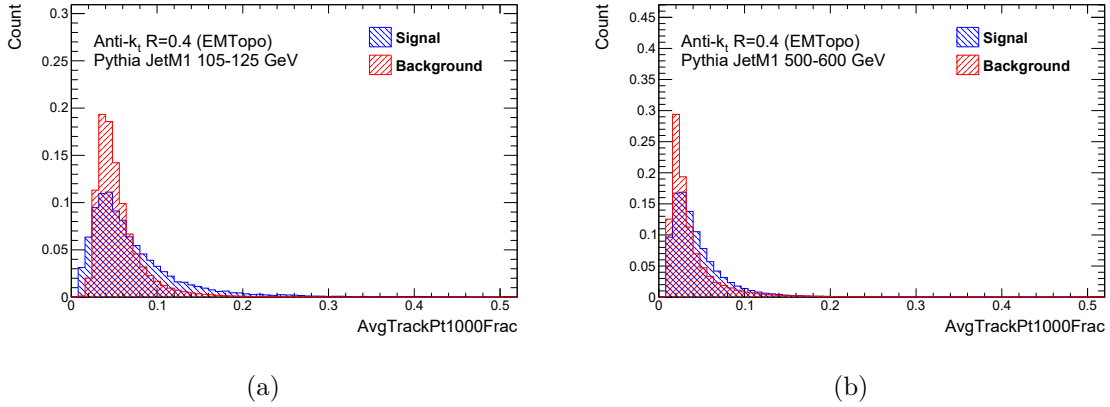 Count
0.3
0.25
0.2
0.15
0.1
0.05
0
Anti-kt R=0.4 (EMTopo)
Pythia JetM1 105-125 GeV
Signal
Background
0 0.1 0.2 0.3 0.4 0.5
AvgTrackPt1000Frac
(a)
Count
0.45
0.4
0.35
0.3
0.25
0.2
0.15
0.1
0.05
0
Anti-kt R=0.4 (EMTopo)
Pythia JetM1 500-600 GeV
Signal
Background
0 0.1 0.2 0.3 0.4 0.5
AvgTrackPt1000Frac
(b)